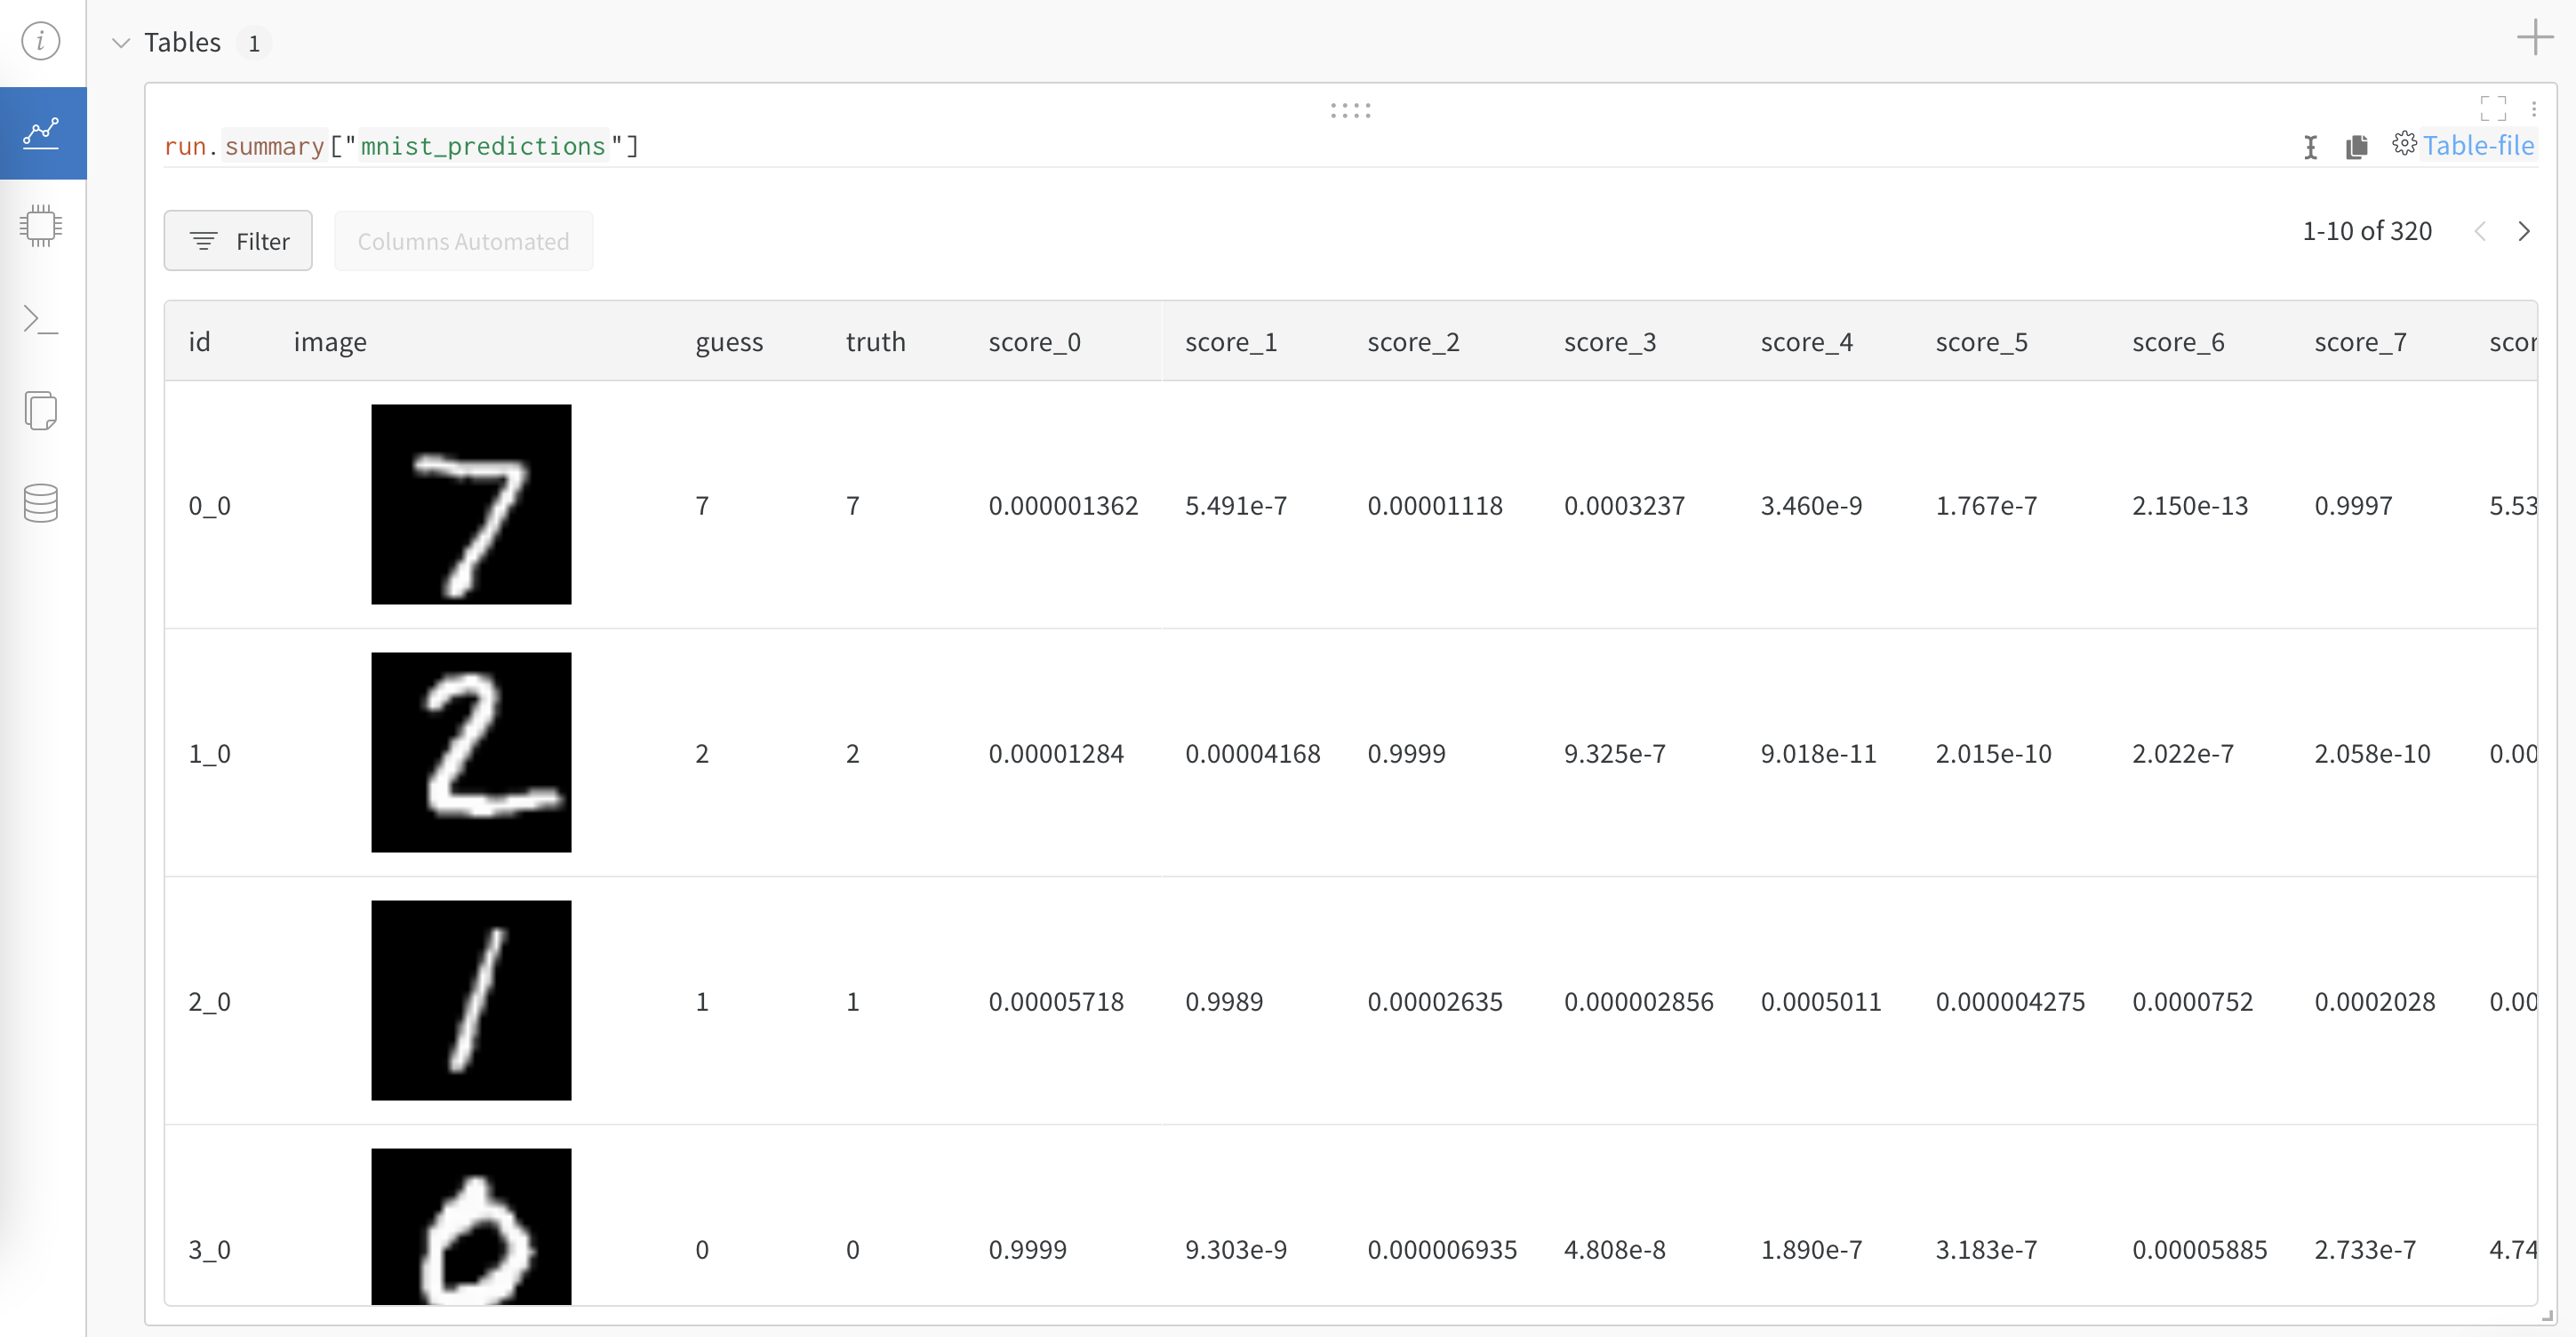 Tables 1
run.summary["mnist_predictions"]
Table-file
Filter
Columns Automated
1-10 of 320
id image guess truth score_0 score_1 score_2 score_3 score_4 score_5 score_6 score_7 scor
0_0 7 7 7 0.000001362 5.491e-7 0.00001118 0.0003237 3.460e-9 1.767e-7 2.150e-13 0.9997 5.53
1_0 2 2 2 0.00001284 0.00004168 0.9999 9.325e-7 9.018e-11 2.015e-10 2.022e-7 2.058e-10 0.00
2_0 1 1 1 0.00005718 0.9989 0.00002635 0.000002856 0.0005011 0.000004275 0.0000752 0.0002028 0.00
3_0 0 0 0 0.9999 9.303e-9 0.000006935 4.808e-8 1.890e-7 3.183e-7 0.00005885 2.733e-7 4.74